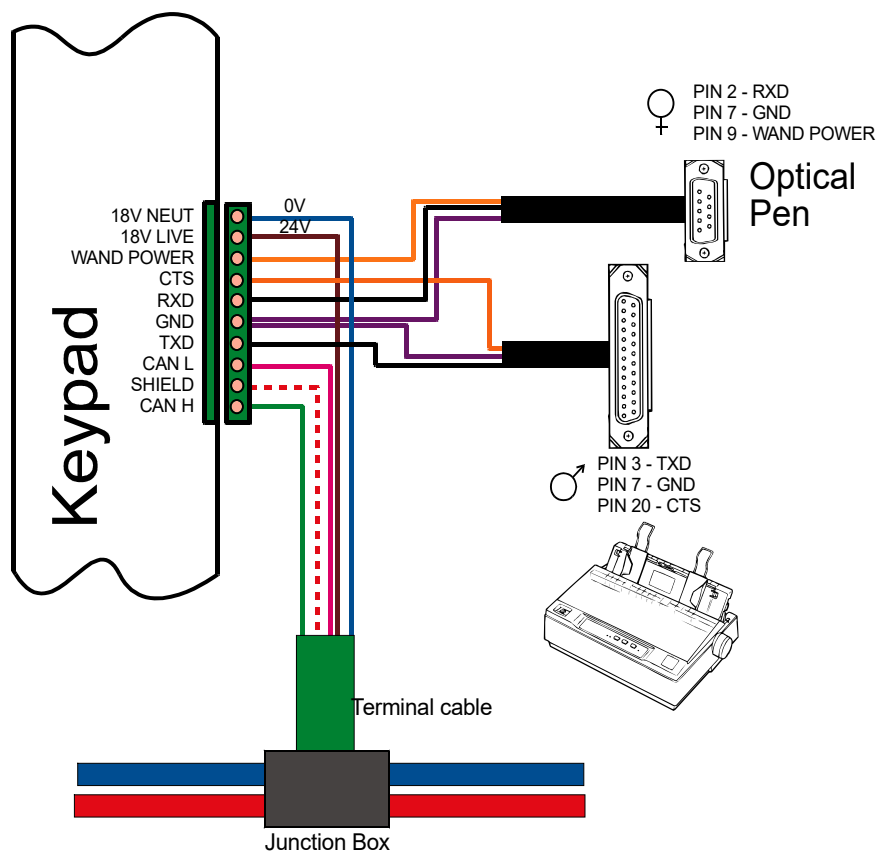 PIN 2 - RXD
PIN 7 - GND
PIN 9 - WAND POWER
Optical
Pen
Keypad
18V NEUT
18V LIVE
WAND POWER
CTS
RXD
GND
TXD
CAN L
SHIELD
CAN H
0V
24V
PIN 3 - TXD
PIN 7 - GND
PIN 20 - CTS
Terminal cable
Junction Box